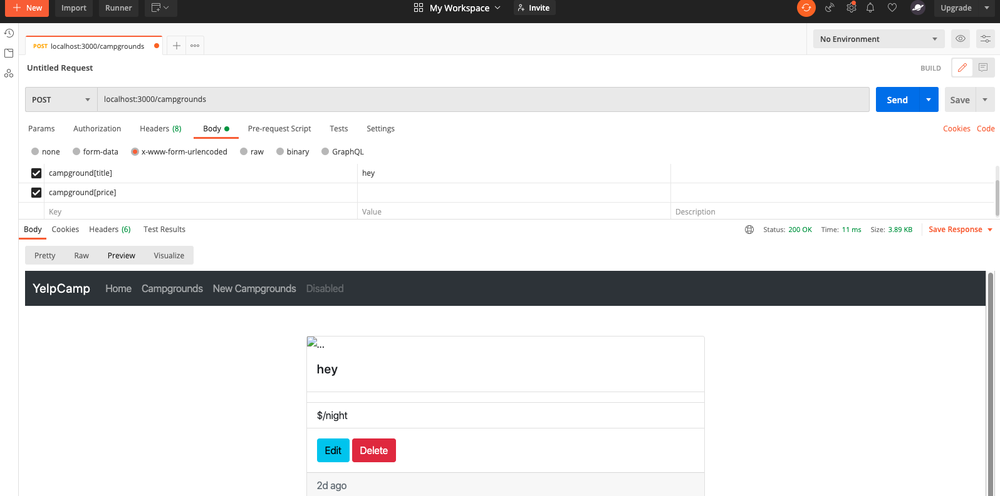 New Import Runner My Workspace Invite Upgrade
POST localhost:3000/campgrounds No Environment
Untitled Request BUILD
POST localhost:3000/campgrounds Send Save
Params Authorization Headers (8) Body Pre-request Script Tests Settings Cookies Code
none form-data x-www-form-urlencoded raw binary GraphQL
campground[title] hey
campground[price]
Key Value Description
Body Cookies Headers (6) Test Results Status: 200 OK Time: 11 ms Size: 3.89 KB Save Response
Pretty Raw Preview Visualize
YelpCamp Home Campgrounds New Campgrounds Disabled
...
hey
$/night
Edit Delete
2d ago